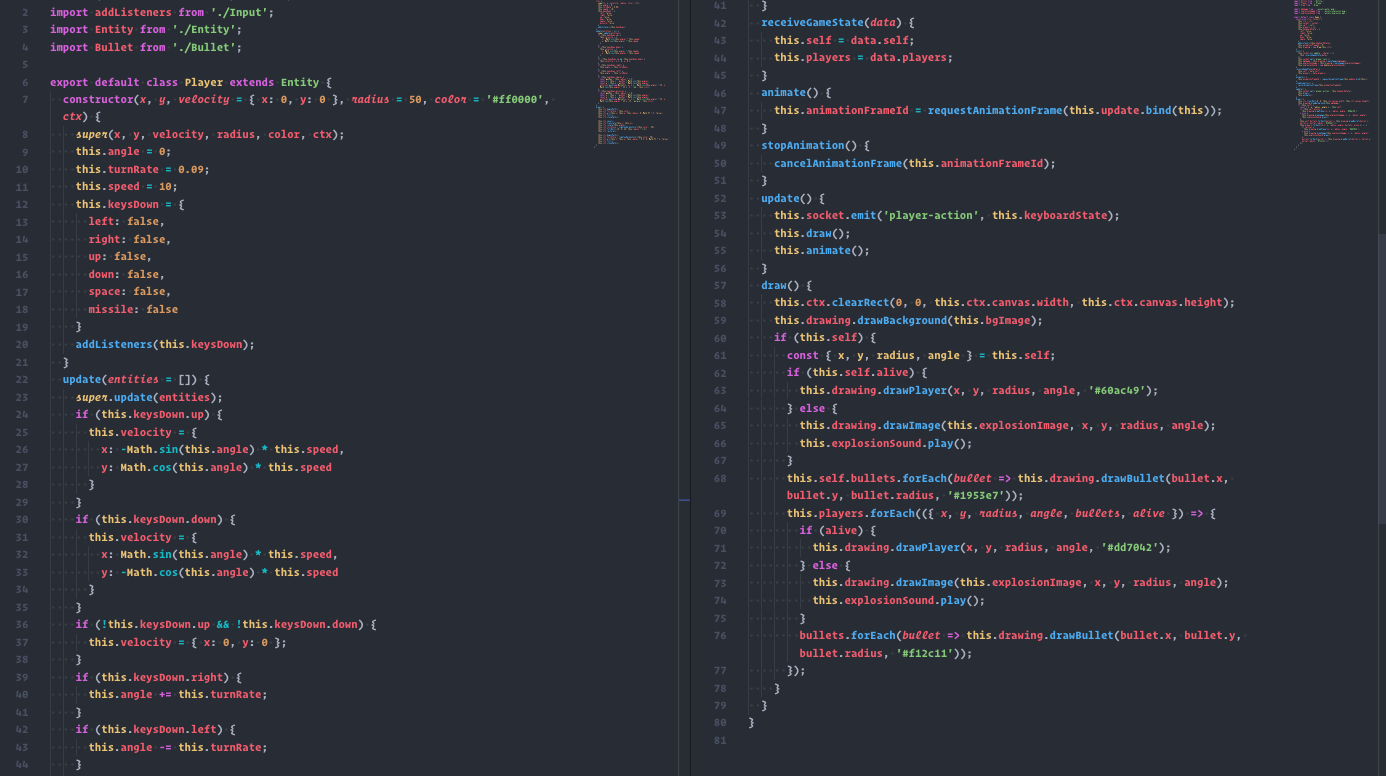 2 import addListeners from './Input';
3 import Entity from './Entity';
4 import Bullet from './Bullet';
5
6 export default class Player extends Entity {
7 constructor(x, y, velocity = { x: 0, y: 0 }, radius = 50, color = '#ff0000',
ctx) {
8 super(x, y, velocity, radius, color, ctx);
9 this.angle = 0;
10 this.turnRate = 0.09;
11 this.speed = 10;
12 this.keysDown = {
13 left: false,
14 right: false,
15 up: false,
16 down: false,
17 space: false,
18 missile: false
19 }
20 addListeners(this.keysDown);
21 }
22 update(entities = []) {
23 super.update(entities);
24 if (this.keysDown.up) {
25 this.velocity = {
26 x: -Math.sin(this.angle) * this.speed,
27 y: Math.cos(this.angle) * this.speed
28 }
29 }
30 if (this.keysDown.down) {
31 this.velocity = {
32 x: Math.sin(this.angle) * this.speed,
33 y: -Math.cos(this.angle) * this.speed
34 }
35 }
36 if (!this.keysDown.up && !this.keysDown.down) {
37 this.velocity = { x: 0, y: 0 };
38 }
39 if (this.keysDown.right) {
40 this.angle += this.turnRate;
41 }
42 if (this.keysDown.left) {
43 this.angle -= this.turnRate;
44 }
41 }
42 receiveGameState(data) {
43 this.self = data.self;
44 this.players = data.players;
45 }
46 animate() {
47 this.animationFrameId = requestAnimationFrame(this.update.bind(this));
48 }
49 stopAnimation() {
50 cancelAnimationFrame(this.animationFrameId);
51 }
52 update() {
53 this.socket.emit('player-action', this.keyboardState);
54 this.draw();
55 this.animate();
56 }
57 draw() {
58 this.ctx.clearRect(0, 0, this.ctx.canvas.width, this.ctx.canvas.height);
59 this.drawing.drawBackground(this.bgImage);
60 if (this.self) {
61 const { x, y, radius, angle } = this.self;
62 if (this.self.alive) {
63 this.drawing.drawPlayer(x, y, radius, angle, '#60ac49');
64 } else {
65 this.drawing.drawImage(this.explosionImage, x, y, radius, angle);
66 this.explosionSound.play();
67 }
68 this.self.bullets.forEach(bullet => this.drawing.drawBullet(bullet.x,
bullet.y, bullet.radius, '#1953e7'));
69 this.players.forEach(({ x, y, radius, angle, bullets, alive }) => {
70 if (alive) {
71 this.drawing.drawPlayer(x, y, radius, angle, '#dd7042');
72 } else {
73 this.drawing.drawImage(this.explosionImage, x, y, radius, angle);
74 this.explosionSound.play();
75 }
76 bullets.forEach(bullet => this.drawing.drawBullet(bullet.x, bullet.y,
bullet.radius, '#f12c11'));
77 });
78 }
79 }
80 }
81